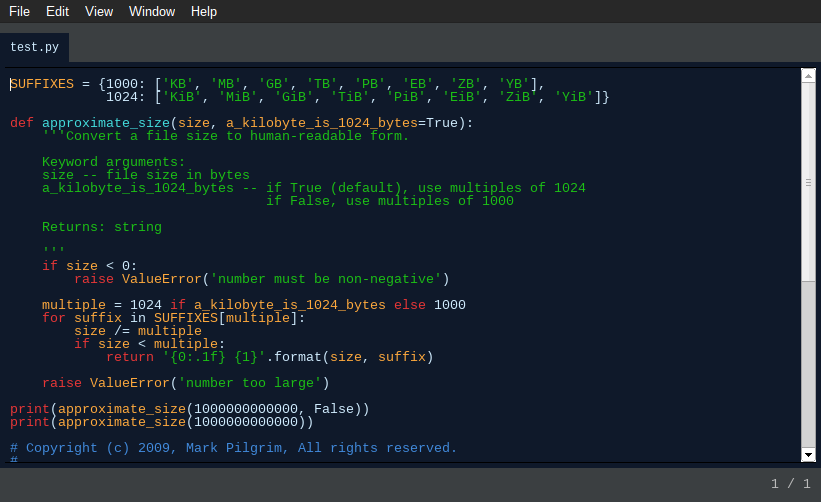 File Edit View Window Help
test.py
SUFFIXES = {1000: ['KB', 'MB', 'GB', 'TB', 'PB', 'EB', 'ZB', 'YB'],
            1024: ['KiB', 'MiB', 'GiB', 'TiB', 'PiB', 'EiB', 'ZiB', 'YiB']}
def approximate_size(size, a_kilobyte_is_1024_bytes=True):
    '''Convert a file size to human-readable form.
    Keyword arguments:
    size -- file size in bytes
    a_kilobyte_is_1024_bytes -- if True (default), use multiples of 1024
                                if False, use multiples of 1000
    Returns: string
    '''
    if size < 0:
        raise ValueError('number must be non-negative')
    multiple = 1024 if a_kilobyte_is_1024_bytes else 1000
    for suffix in SUFFIXES[multiple]:
        size /= multiple
        if size < multiple:
            return '{0:.1f} {1}'.format(size, suffix)
    raise ValueError('number too large')
print(approximate_size(1000000000000, False))
print(approximate_size(1000000000000))
# Copyright (c) 2009, Mark Pilgrim, All rights reserved.
#
1 / 1